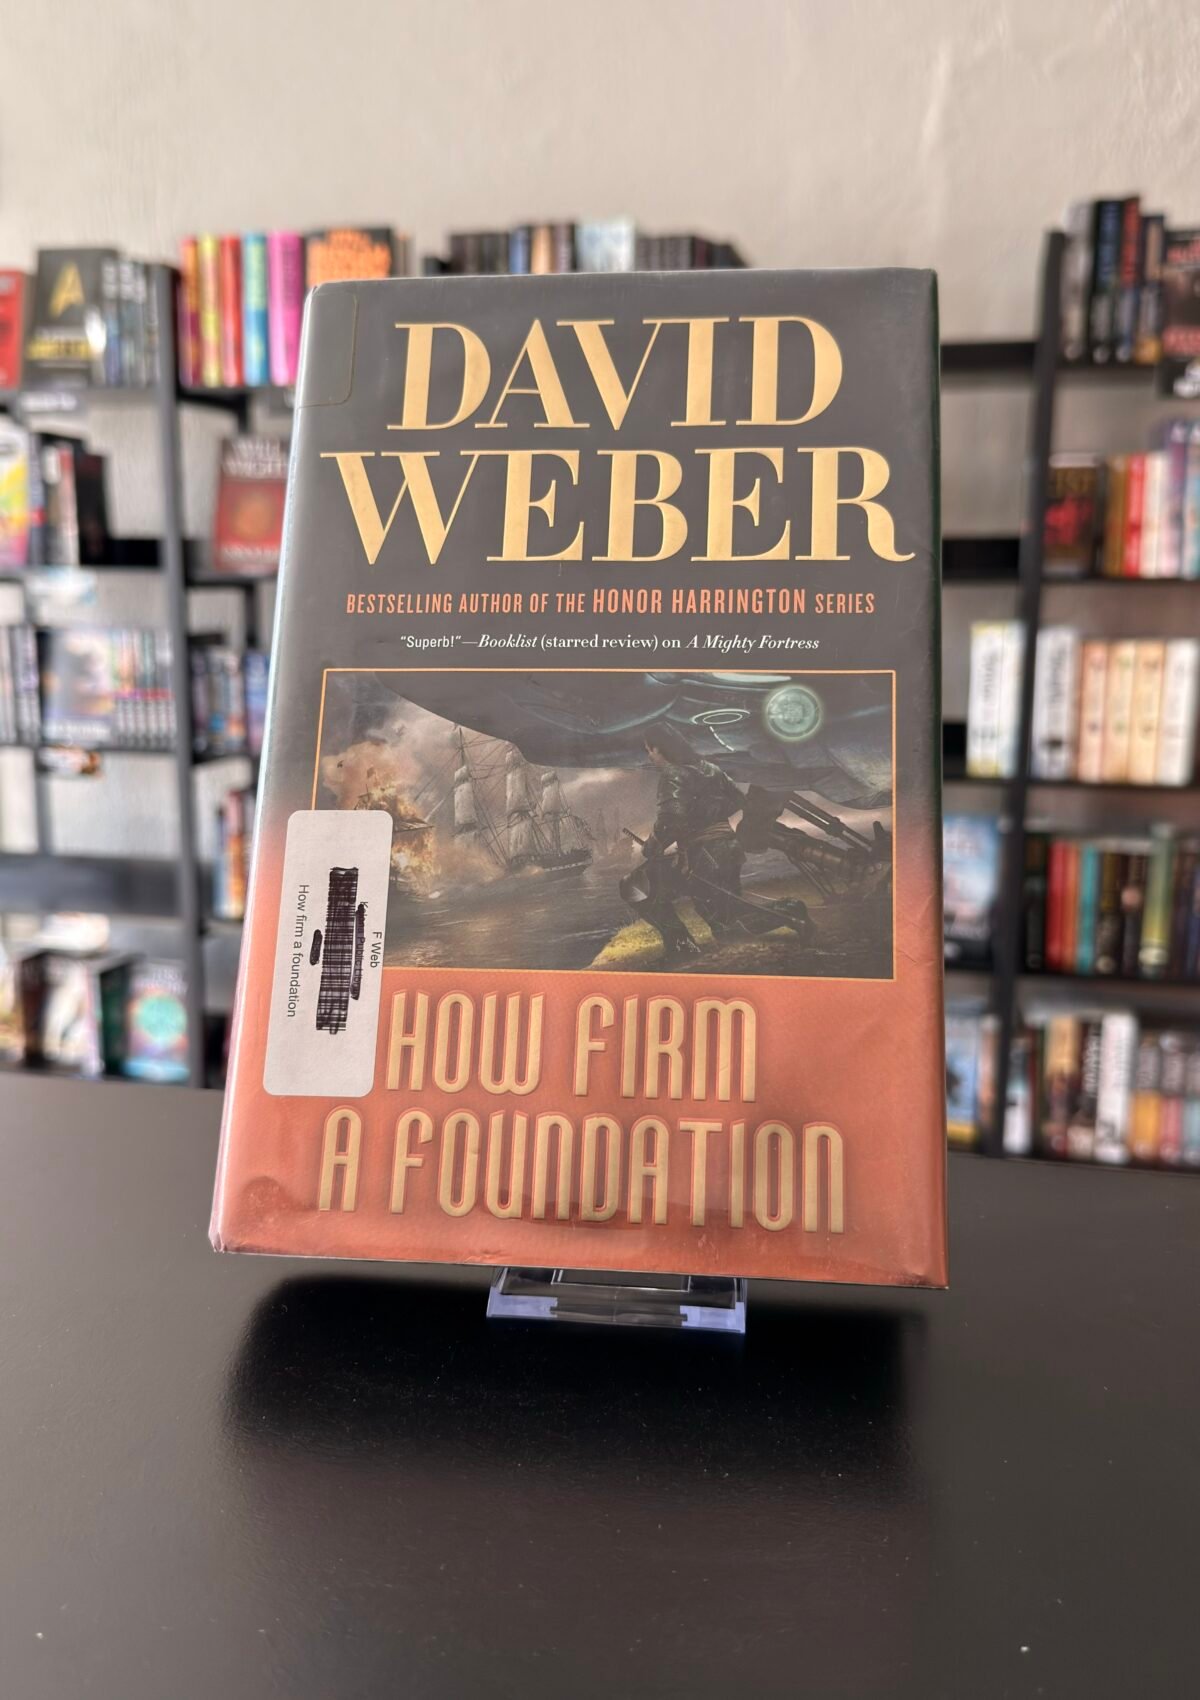 DAVID
WEBER
BESTSELLING AUTHOR OF THE HONOR HARRINGTON SERIES
"Superb!"—Booklist (starred review) on A Mighty Fortress
F Web
How firm a foundation
HOW FIRM
A FOUNDATION